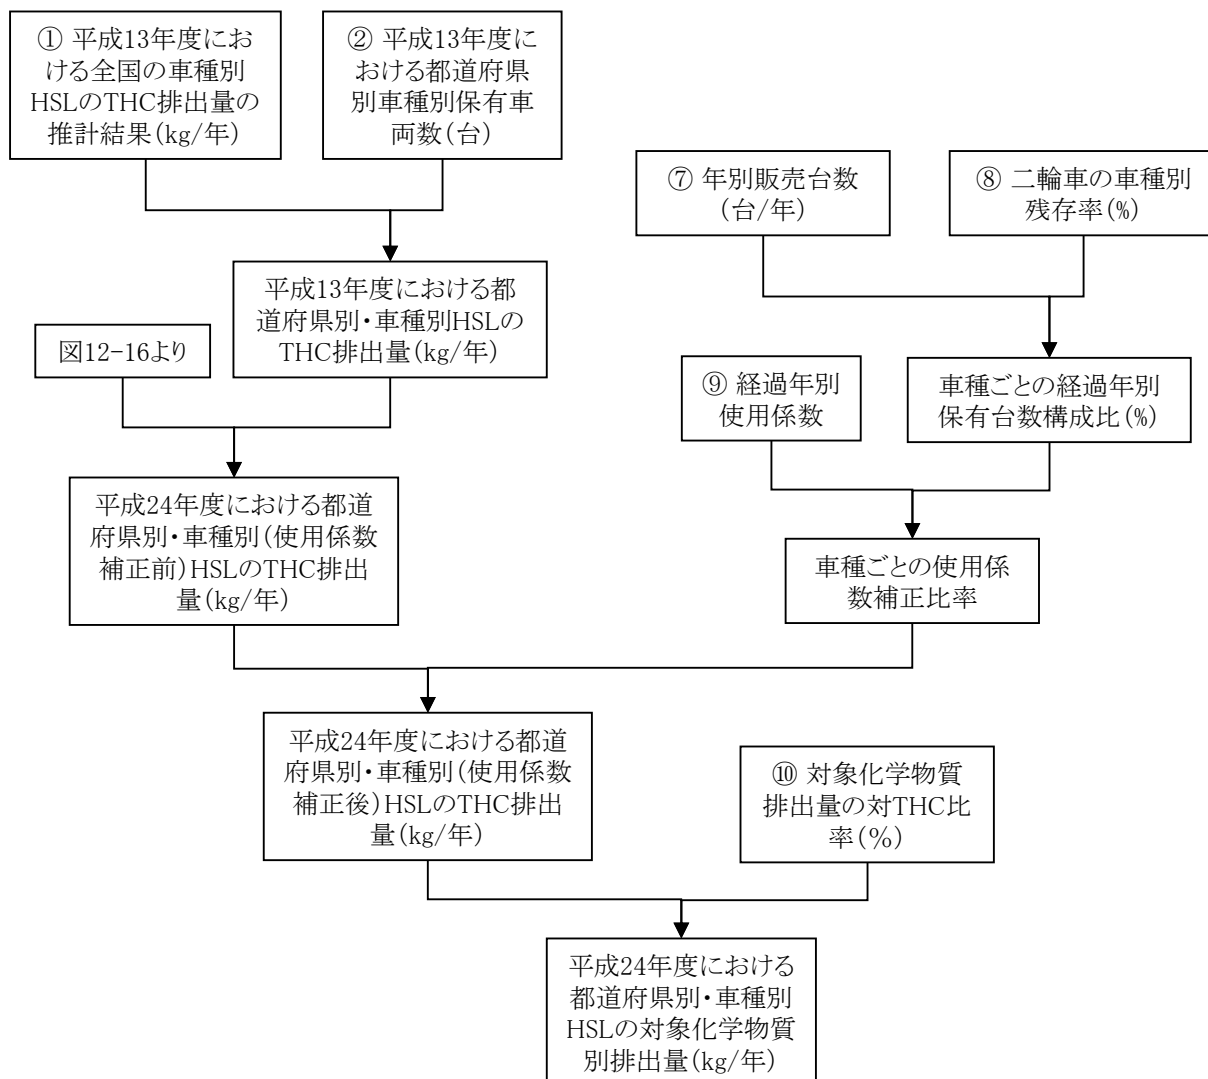 ① 平成13年度にお
ける全国の車種別
HSLのTHC排出量の
推計結果(kg/年)
② 平成13年度に
おける都道府県
別車種別保有車
両数(台)
⑦ 年別販売台数
(台/年)
⑧ 二輪車の車種別
残存率(%)
平成13年度における都
道府県別・車種別HSLの
THC排出量(kg/年)
図12-16より
⑨ 経過年別
使用係数
車種ごとの経過年別
保有台数構成比(%)
平成24年度における都道
府県別・車種別(使用係数
補正前)HSLのTHC排出
量(kg/年)
車種ごとの使用係
数補正比率
平成24年度における都道
府県別・車種別(使用係数
補正後)HSLのTHC排出
量(kg/年)
⑩ 対象化学物質
排出量の対THC比
率(%)
平成24年度における
都道府県別・車種別
HSLの対象化学物質
別排出量(kg/年)